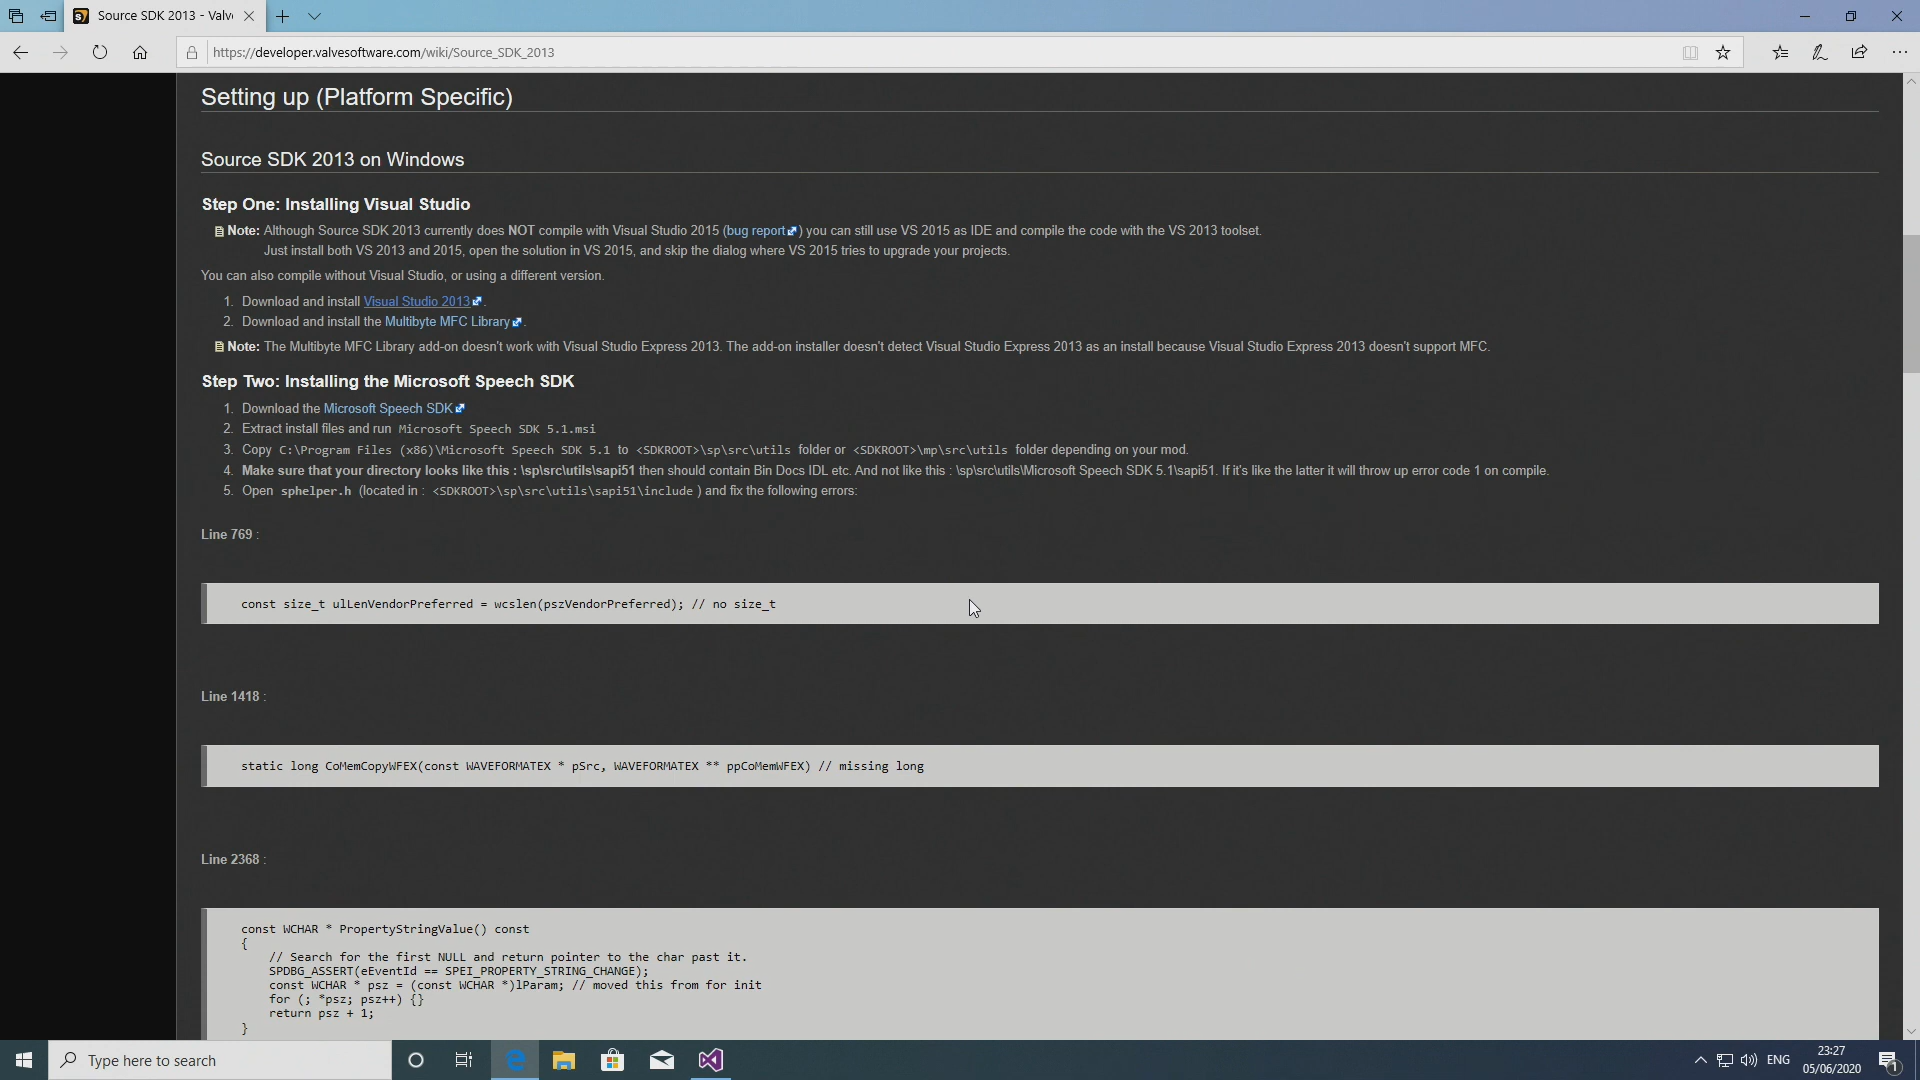 Source SDK 2013 - Valv
https://developer.valvesoftware.com/wiki/Source_SDK_2013
Setting up (Platform Specific)
Source SDK 2013 on Windows
Step One: Installing Visual Studio
Note: Although Source SDK 2013 currently does NOT compile with Visual Studio 2015 (bug report) you can still use VS 2015 as IDE and compile the code with the VS 2013 toolset.
Just install both VS 2013 and 2015, open the solution in VS 2015, and skip the dialog where VS 2015 tries to upgrade your projects.
You can also compile without Visual Studio, or using a different version.
1. Download and install Visual Studio 2013.
2. Download and install the Multibyte MFC Library.
Note: The Multibyte MFC Library add-on doesn't work with Visual Studio Express 2013. The add-on installer doesn't detect Visual Studio Express 2013 as an install because Visual Studio Express 2013 doesn't support MFC.
Step Two: Installing the Microsoft Speech SDK
1. Download the Microsoft Speech SDK
2. Extract install files and run Microsoft Speech SDK 5.1.msi
3. Copy C:\Program Files (x86)\Microsoft Speech SDK 5.1 to <SDKROOT>\sp\src\utils folder or <SDKROOT>\mp\src\utils folder depending on your mod.
4. Make sure that your directory looks like this : \sp\src\utils\sapi51 then should contain Bin Docs IDL etc. And not like this : \sp\src\utils\Microsoft Speech SDK 5.1\sapi51. If it's like the latter it will throw up error code 1 on compile.
5. Open sphelper.h (located in : <SDKROOT>\sp\src\utils\sapi51\include ) and fix the following errors:
Line 769 :
const size_t ulLenVendorPreferred = wcslen(pszVendorPreferred); // no size_t
Line 1418 :
static long CoMemCopyWFEX(const WAVEFORMATEX * pSrc, WAVEFORMATEX ** ppCoMemWFEX) // missing long
Line 2368 :
const WCHAR * PropertyStringValue() const
{
// Search for the first NULL and return pointer to the char past it.
SPDBG_ASSERT(eEventId == SPEI_PROPERTY_STRING_CHANGE);
const WCHAR * psz = (const WCHAR *)lParam; // moved this from for init
for (; *psz; psz++) {}
return psz + 1;
}
Type here to search
ENG
23:27
05/06/2020
1